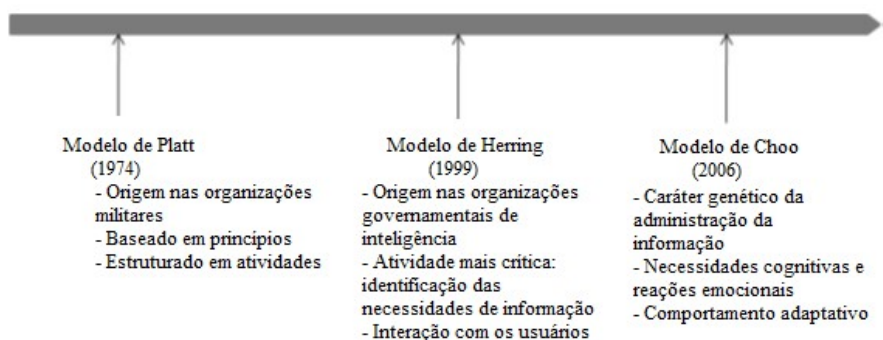 Modelo de Platt
(1974)
- Origem nas organizações
militares
- Baseado em princípios
- Estruturado em atividades
Modelo de Herring
(1999)
- Origem nas organizações
governamentais de
inteligência
- Atividade mais crítica:
identificação das
necessidades de informação
- Interação com os usuários
Modelo de Choo
(2006)
- Caráter genético da
administração da
informação
- Necessidades cognitivas e
reações emocionais
- Comportamento adaptativo